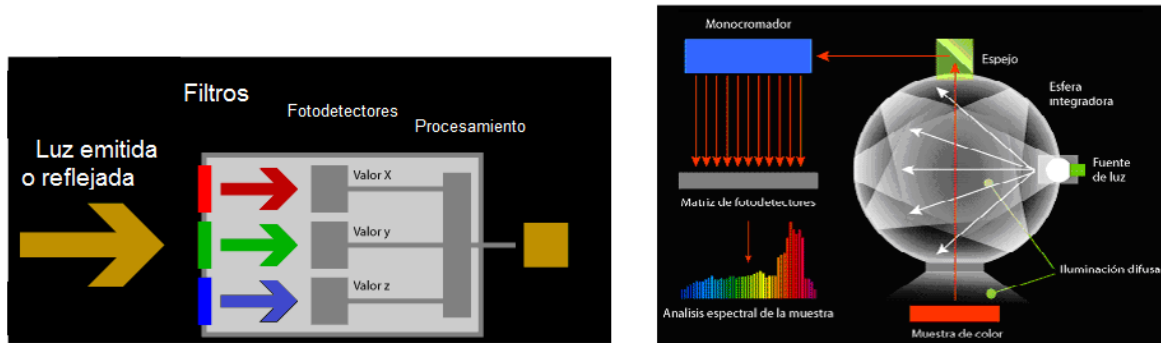 Filtros
Fotodetectores
Procesamiento
Luz emitida
o reflejada
Valor X
Valor y
Valor z
Monocromador
Espejo
Esfera
integradora
Fuente
de luz
Matriz de fotodetectores
Iluminación difusa
Analisis espectral de la muestra
Muestra de color